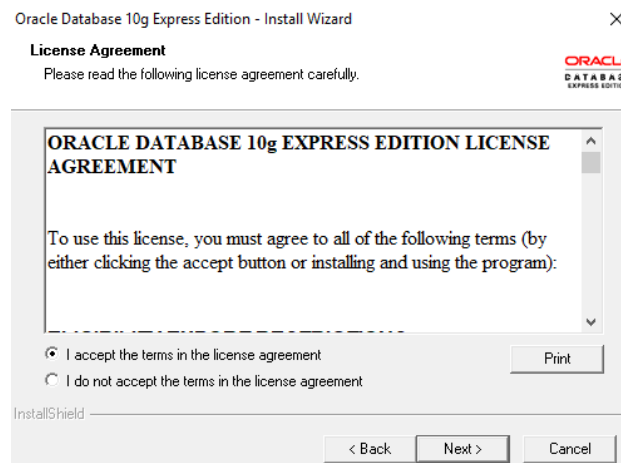 Oracle Database 10g Express Edition - Install Wizard
License Agreement
Please read the following license agreement carefully.
EXPRESS
ORACLE DATABASE 10g EXPRESS EDITION LICENSE
AGREEMENT
To use this license, you must agree to all of the following terms (by
either clicking the accept button or installing and using the program):
I accept the terms in the license agreement
Print
I do not accept the terms in the license agreement
InstallShield
< Back
Next >
Cancel